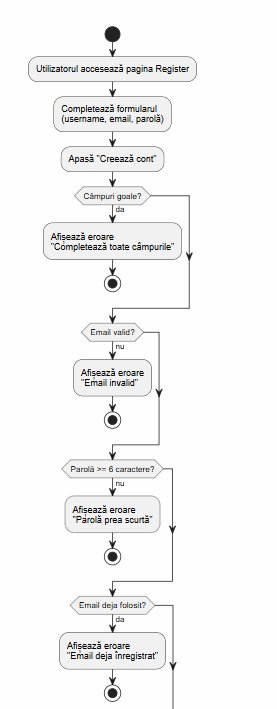 Utilizatorul accesează pagina Register
Completează formularul
(username, email, parolă)
Apasă "Creează cont"
Câmpuri goale?
da
Afișează eroare
"Completează toate câmpurile"
Email valid?
nu
Afișează eroare
"Email invalid"
Parolă >= 6 caractere?
nu
Afișează eroare
"Parolă prea scurtă"
Email deja folosit?
da
Afișează eroare
"Email deja înregistrat"